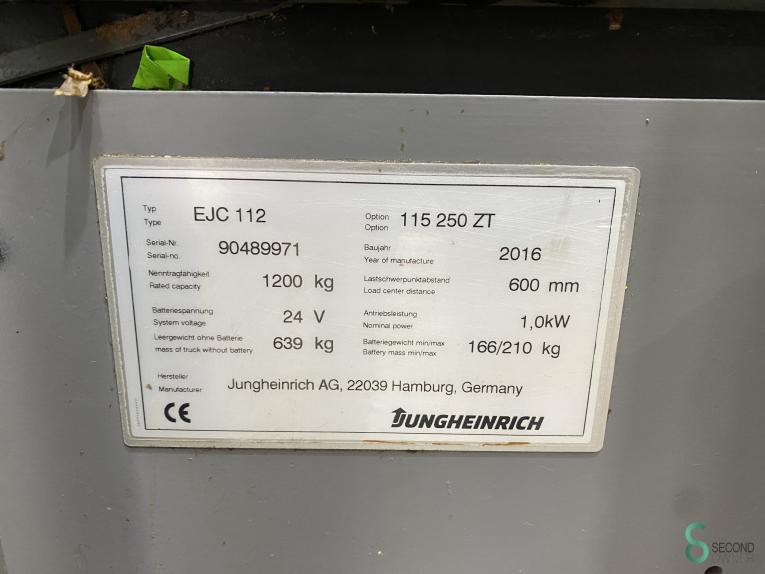 Typ EJC 112 Option 115 250 ZT
Type Option
Serial-Nr. 90489971 Baujahr 2016
Serial-no. Year of manufacture
Nenntragfähigkeit 1200 kg Lastschwerpunktabstand 600 mm
Rated capacity Load center distance
Batteriespannung 24 V Antriebsleistung 1,0kW
System voltage Nominal power
Leergewicht ohne Batterie 639 kg Batteriegewicht min/max 166/210 kg
mass of truck without battery Battery mass min/max
Hersteller Jungheinrich AG, 22039 Hamburg, Germany
Manufacturer
CE JUNGHEINRICH
SECOND
OWNER